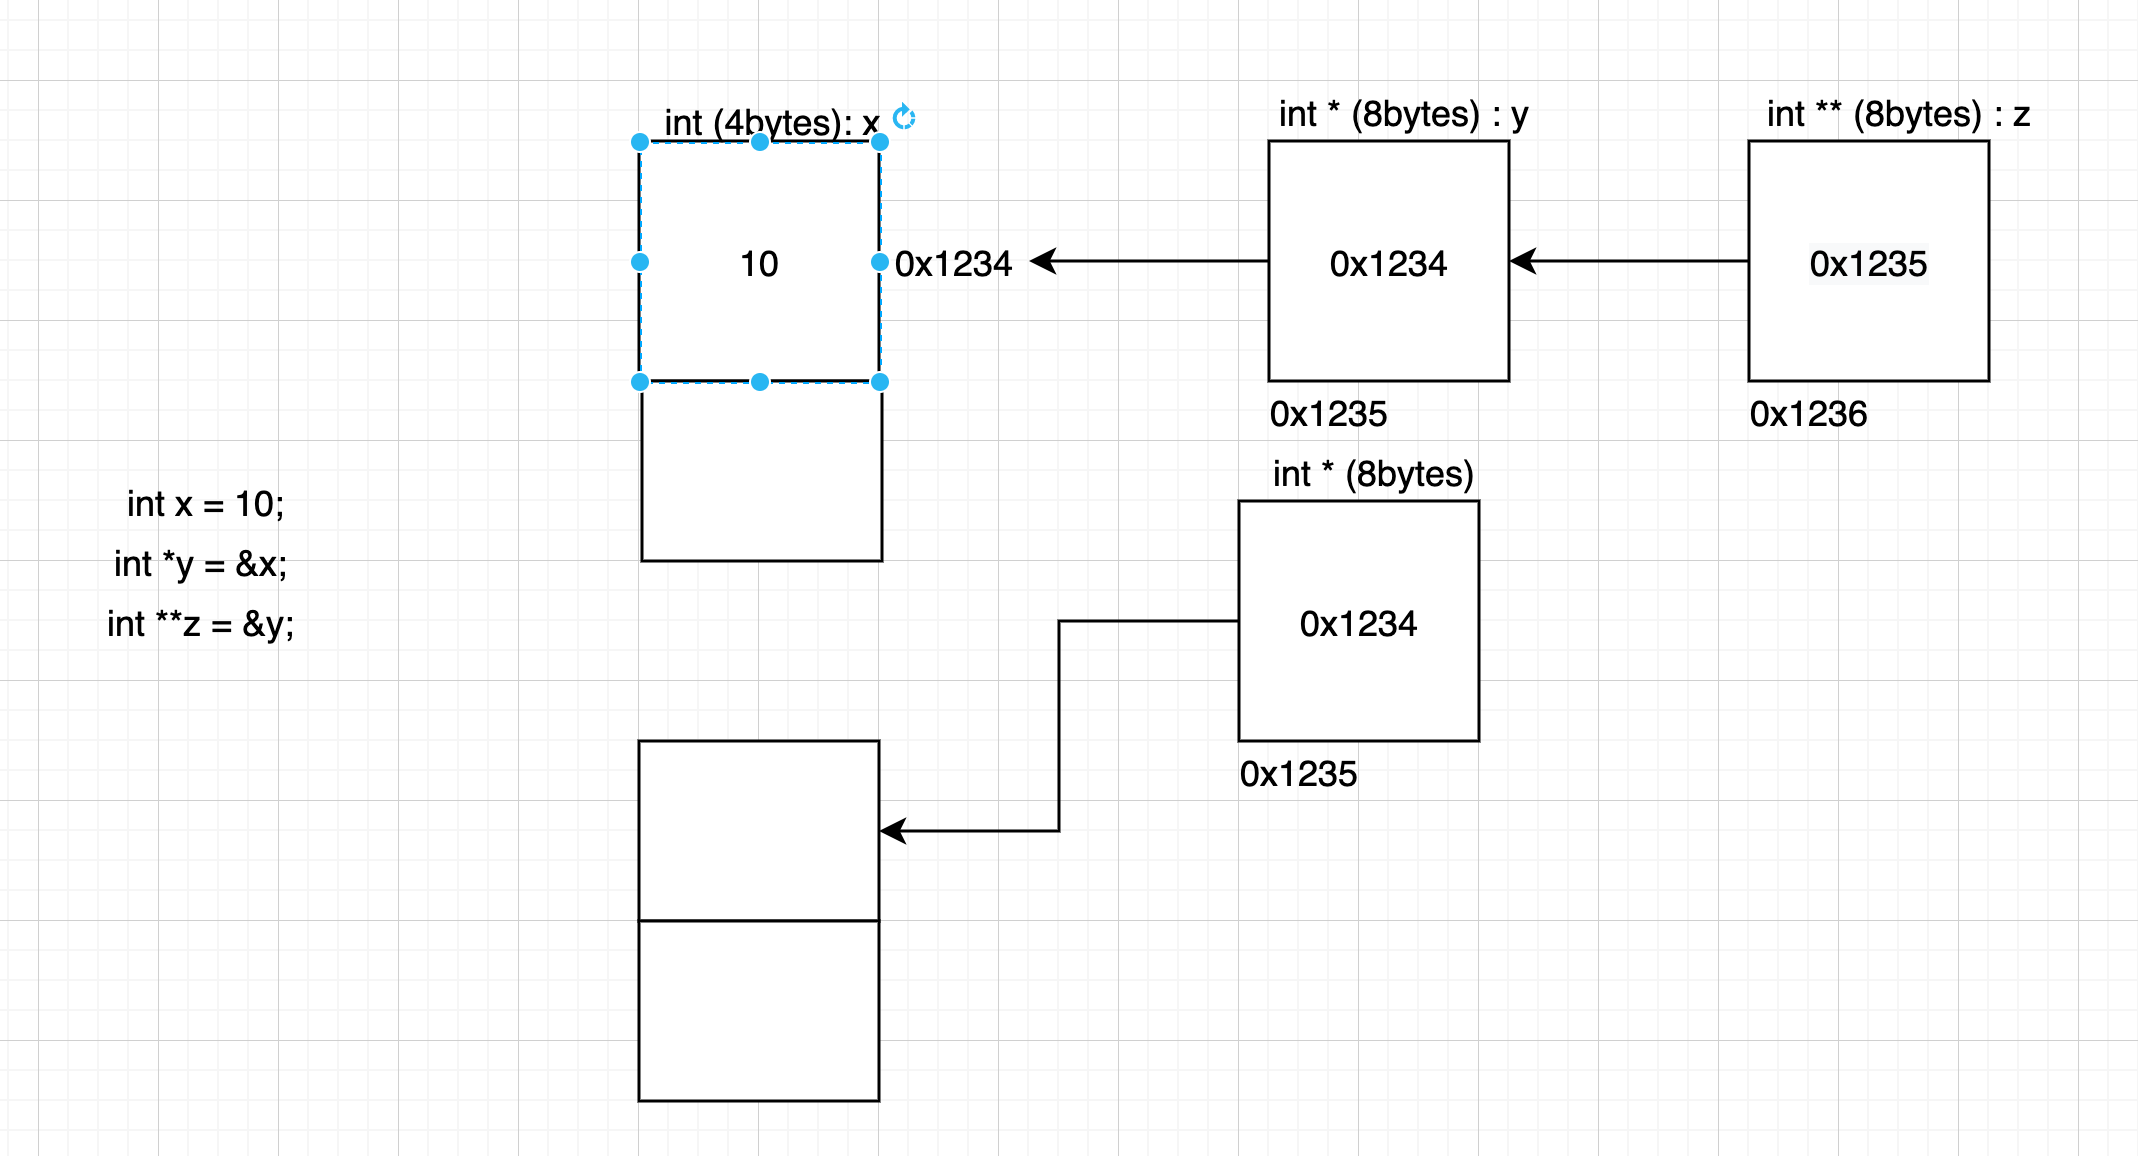 int (4bytes): x
int * (8bytes) : y
int ** (8bytes) : z
10
0x1234
0x1234
0x1235
0x1235
0x1236
int * (8bytes)
int x = 10;
int *y = &x;
int **z = &y;
0x1234
0x1235